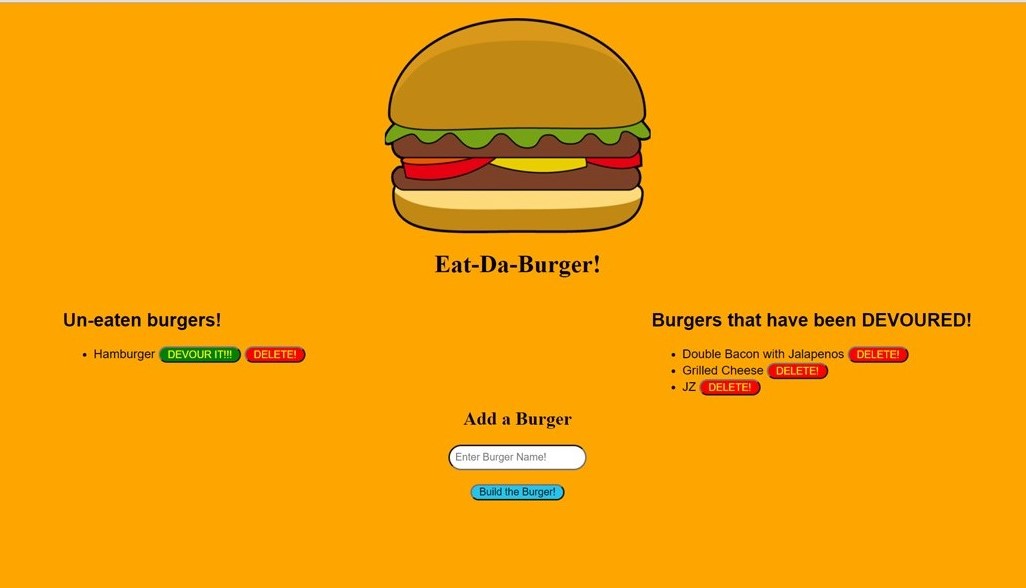 Eat-Da-Burger!
Un-eaten burgers!
Hamburger DEVOUR IT!!! DELETE!
Burgers that have been DEVOURED!
Double Bacon with Jalapenos DELETE!
Grilled Cheese DELETE!
JZ DELETE!
Add a Burger
Enter Burger Name!
Build the Burger!